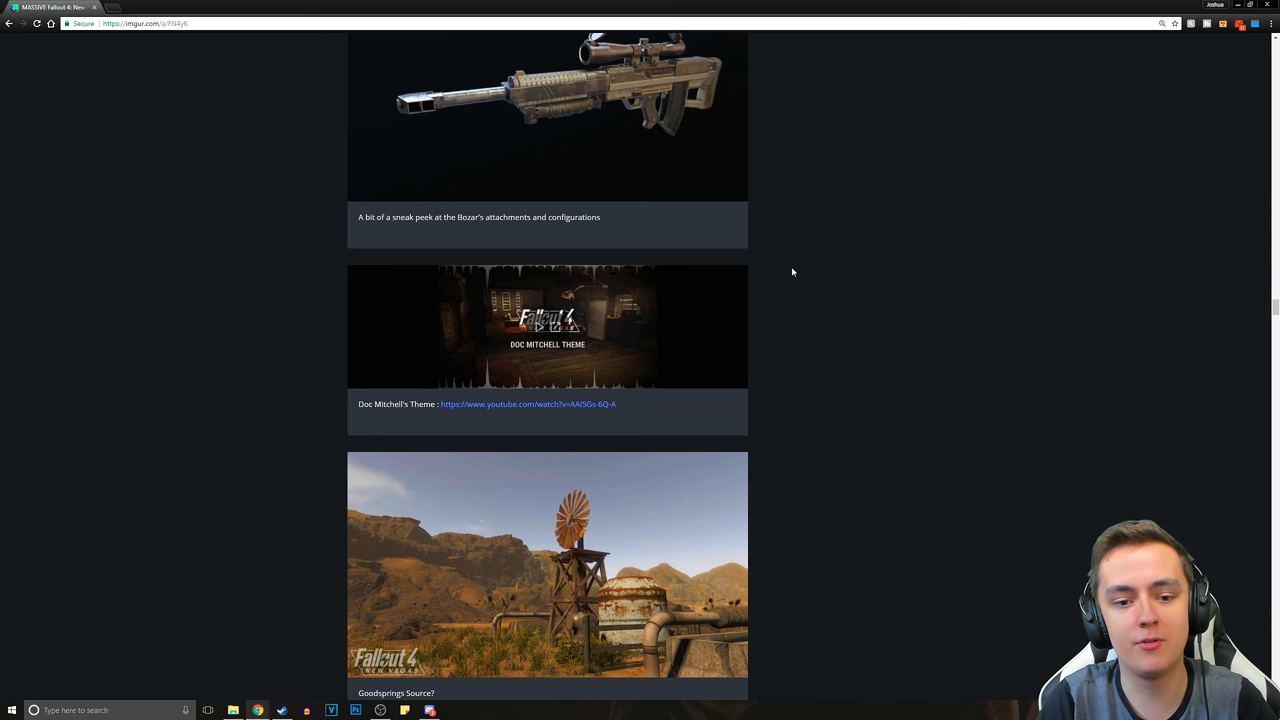 MASSIVE Fallout 4: New
Joshua
Secure
https://imgur.com/a/FN4yK
A bit of a sneak peek at the Bozar's attachments and configurations
Fallout 4
DOC MITCHELL THEME
Doc Mitchell's Theme : https://www.youtube.com/watch?v=AAI5Gs-6Q-A
Fallout 4
NEW VEGAS
Goodsprings Source?
Type here to search